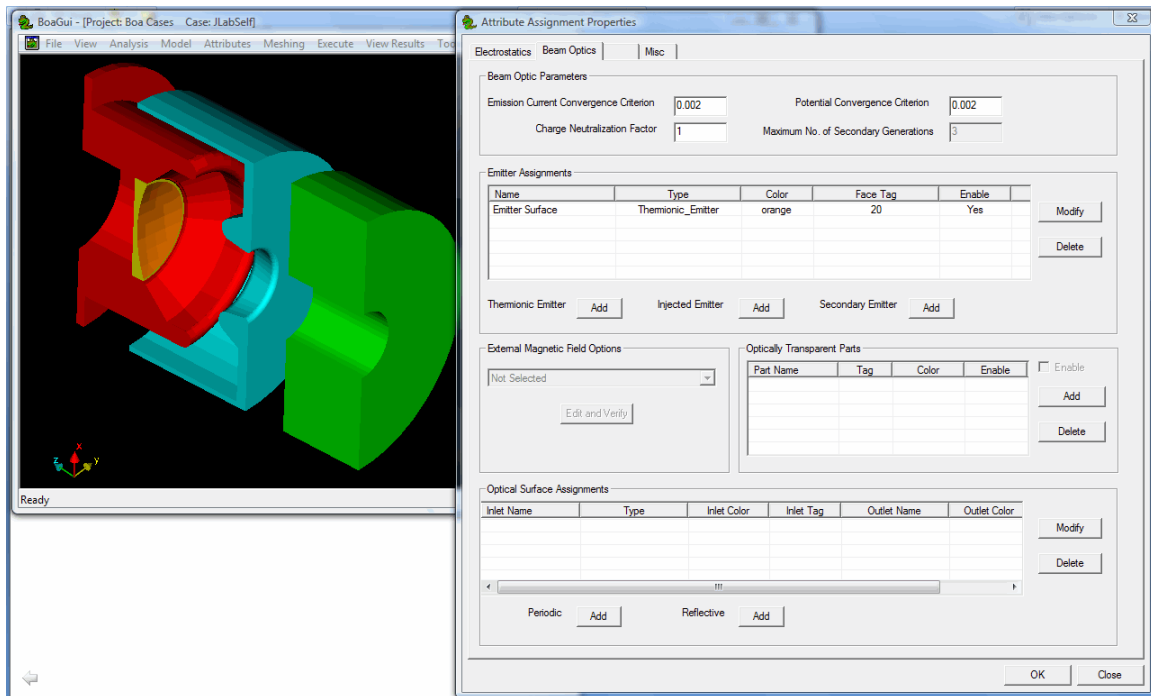 BoaGui - [Project: Boa Cases    Case: JLabSelf]
File View Analysis Model Attributes Meshing Execute View Results Too
x
z
y
Ready
Attribute Assignment Properties
Electrostatics Beam Optics Misc
Beam Optic Parameters
Emission Current Convergence Criterion 0.002 Potential Convergence Criterion 0.002
Charge Neutralization Factor 1 Maximum No. of Secondary Generations 3
Emitter Assignments
Name Type Color Face Tag Enable
Emitter Surface Thermionic_Emitter orange 20 Yes
Modify
Delete
Thermionic Emitter Add Injected Emitter Add Secondary Emitter Add
External Magnetic Field Options
Not Selected
Edit and Verify
Optically Transparent Parts
Part Name Tag Color Enable
Enable
Add
Delete
Optical Surface Assignments
Inlet Name Type Inlet Color Inlet Tag Outlet Name Outlet Color
Modify
Delete
Periodic Add Reflective Add
OK Close